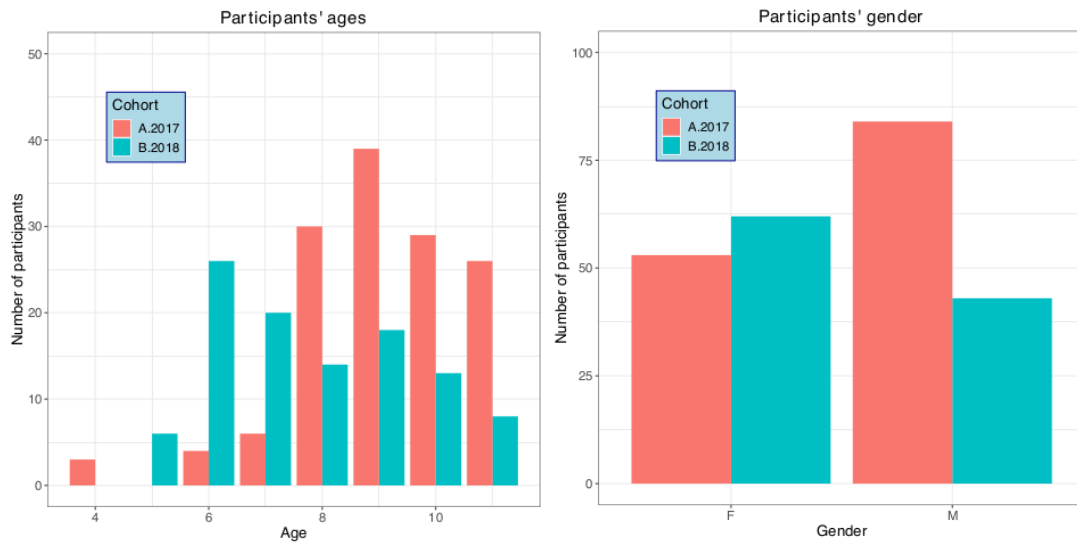 Participants' ages
50
40
30
20
10
0
Number of participants
Cohort
A.2017
B.2018
4 6 8 10
Age
Participants' gender
100
75
50
25
0
Number of participants
Cohort
A.2017
B.2018
F M
Gender